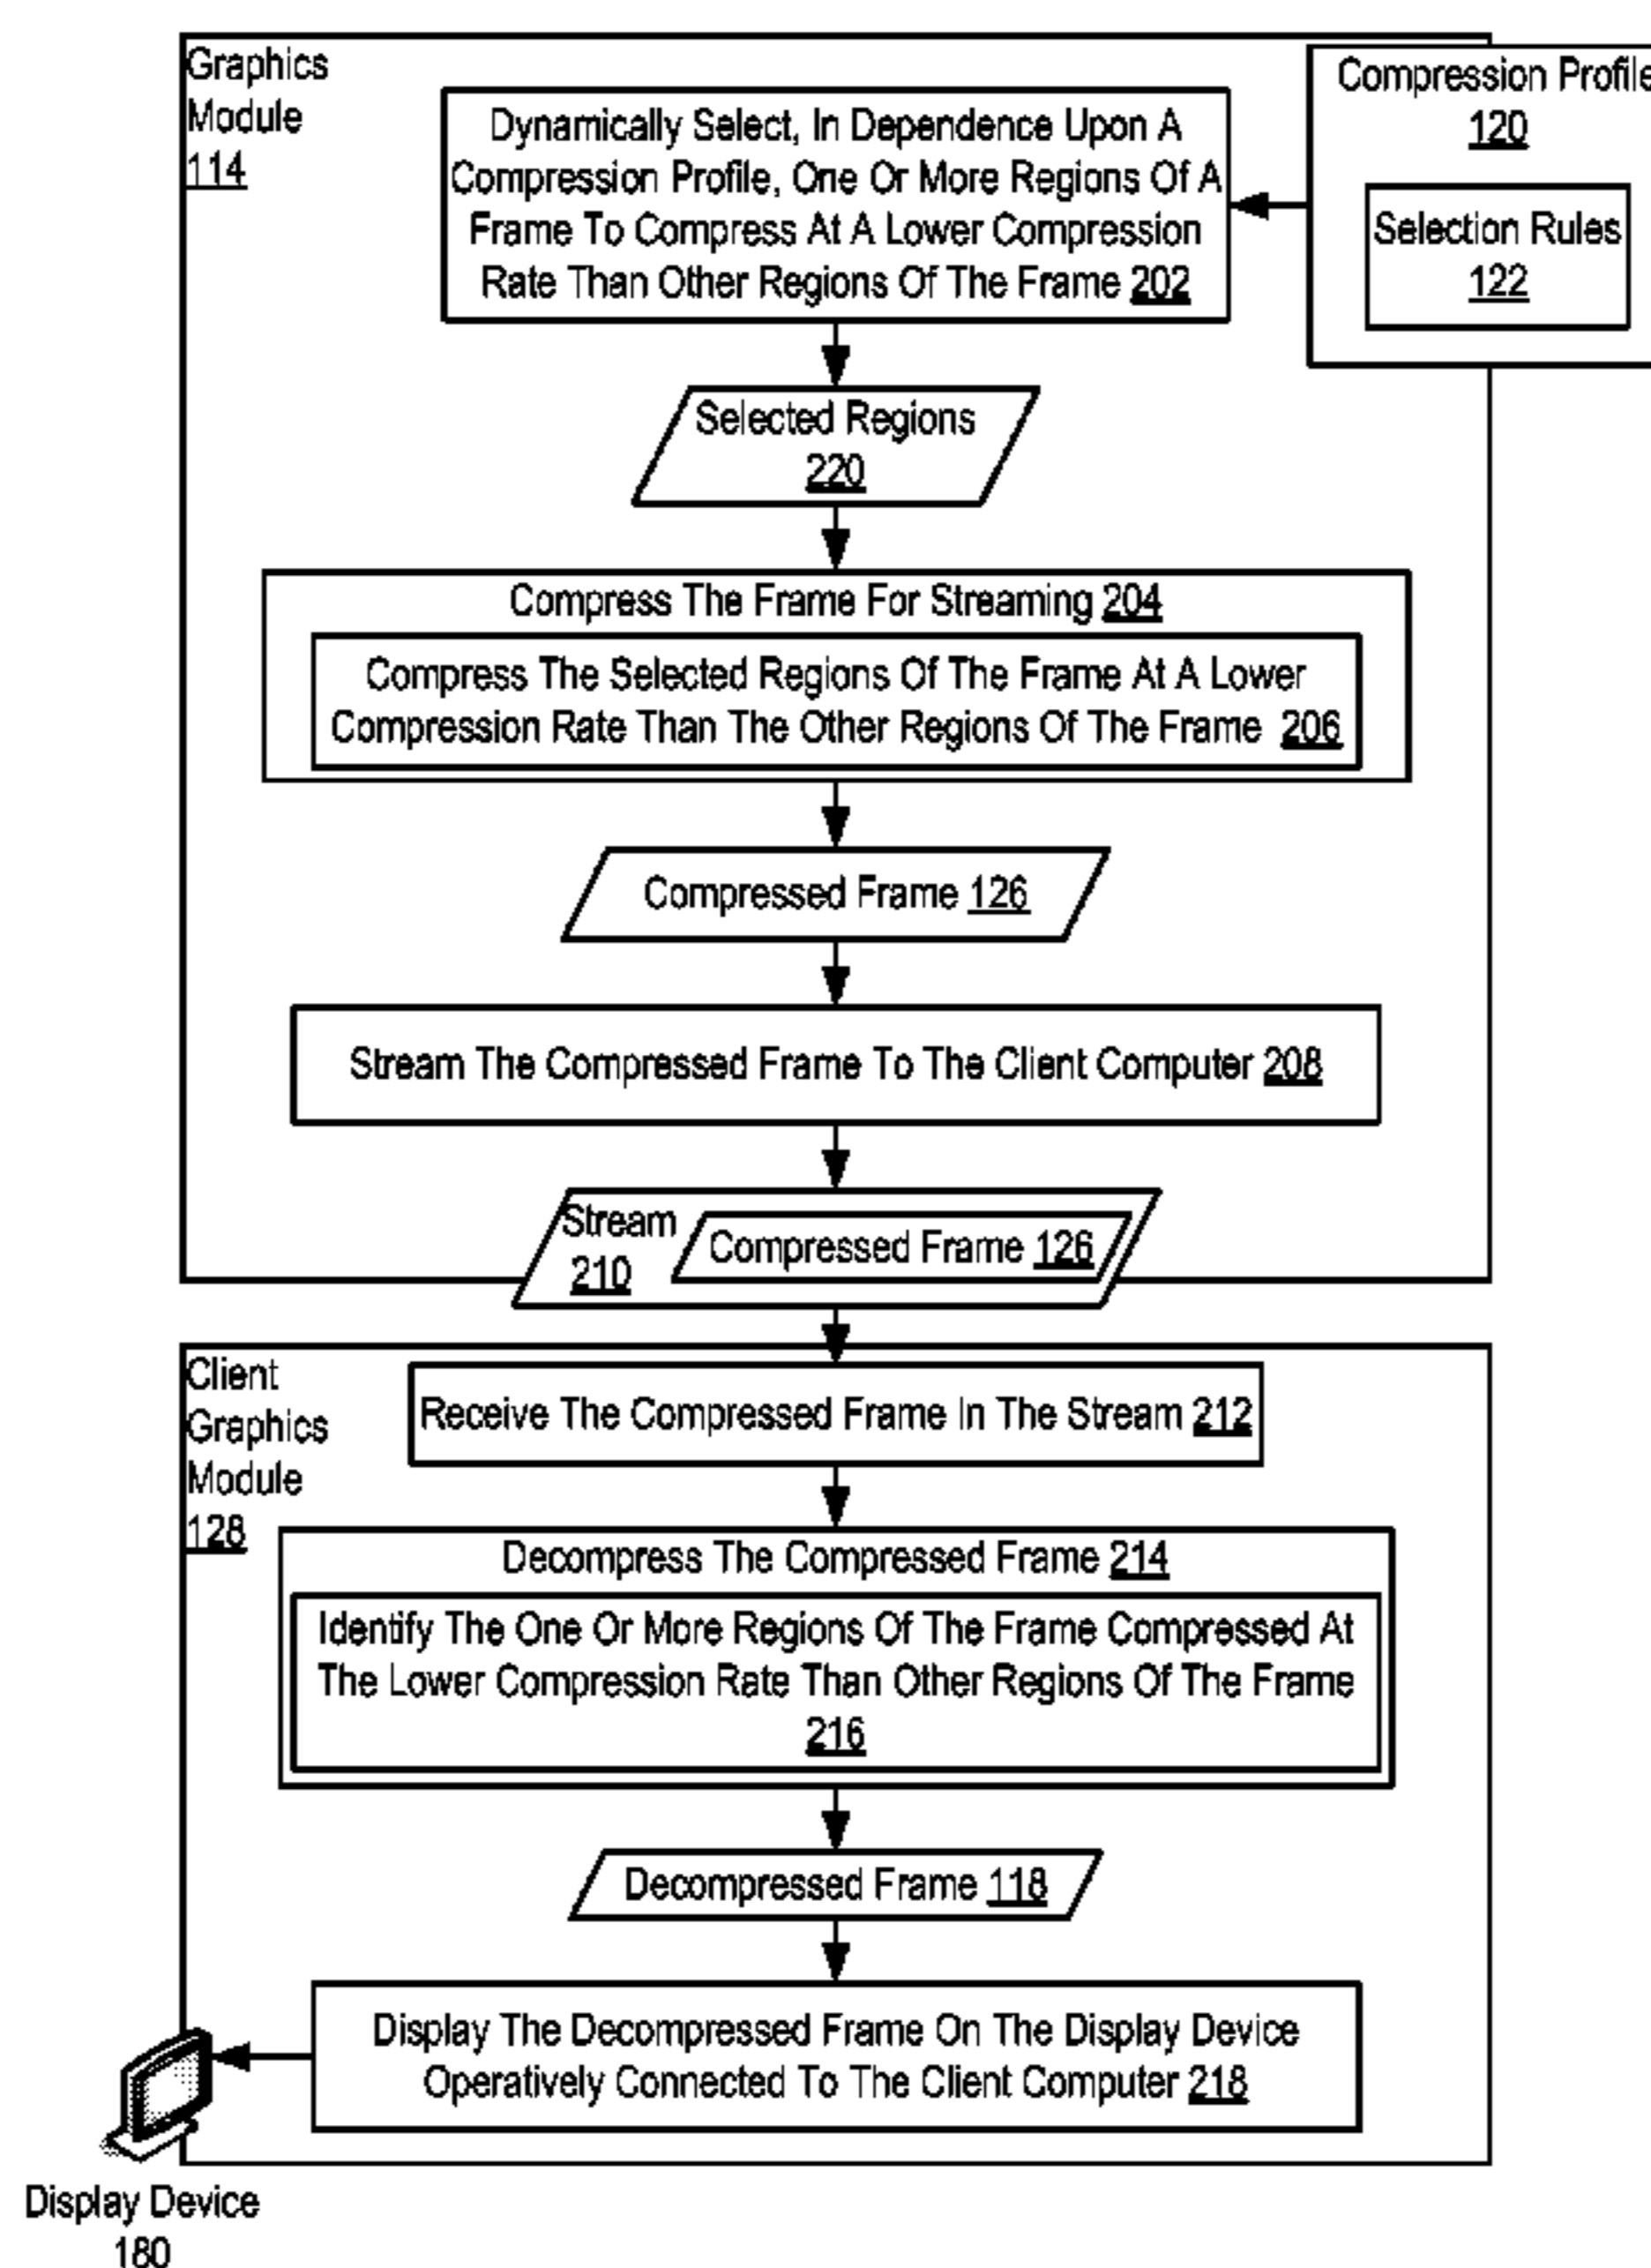 Graphics
Module
114
Compression Profile
120
Selection Rules
122
Dynamically Select, In Dependence Upon A
Compression Profile, One Or More Regions Of A
Frame To Compress At A Lower Compression
Rate Than Other Regions Of The Frame 202
Selected Regions
220
Compress The Frame For Streaming 204
Compress The Selected Regions Of The Frame At A Lower
Compression Rate Than The Other Regions Of The Frame 206
Compressed Frame 126
Stream The Compressed Frame To The Client Computer 208
Stream
210
Compressed Frame 126
Client
Graphics
Module
128
Receive The Compressed Frame In The Stream 212
Decompress The Compressed Frame 214
Identify The One Or More Regions Of The Frame Compressed At
The Lower Compression Rate Than Other Regions Of The Frame
216
Decompressed Frame 118
Display The Decompressed Frame On The Display Device
Operatively Connected To The Client Computer 218
Display Device
180